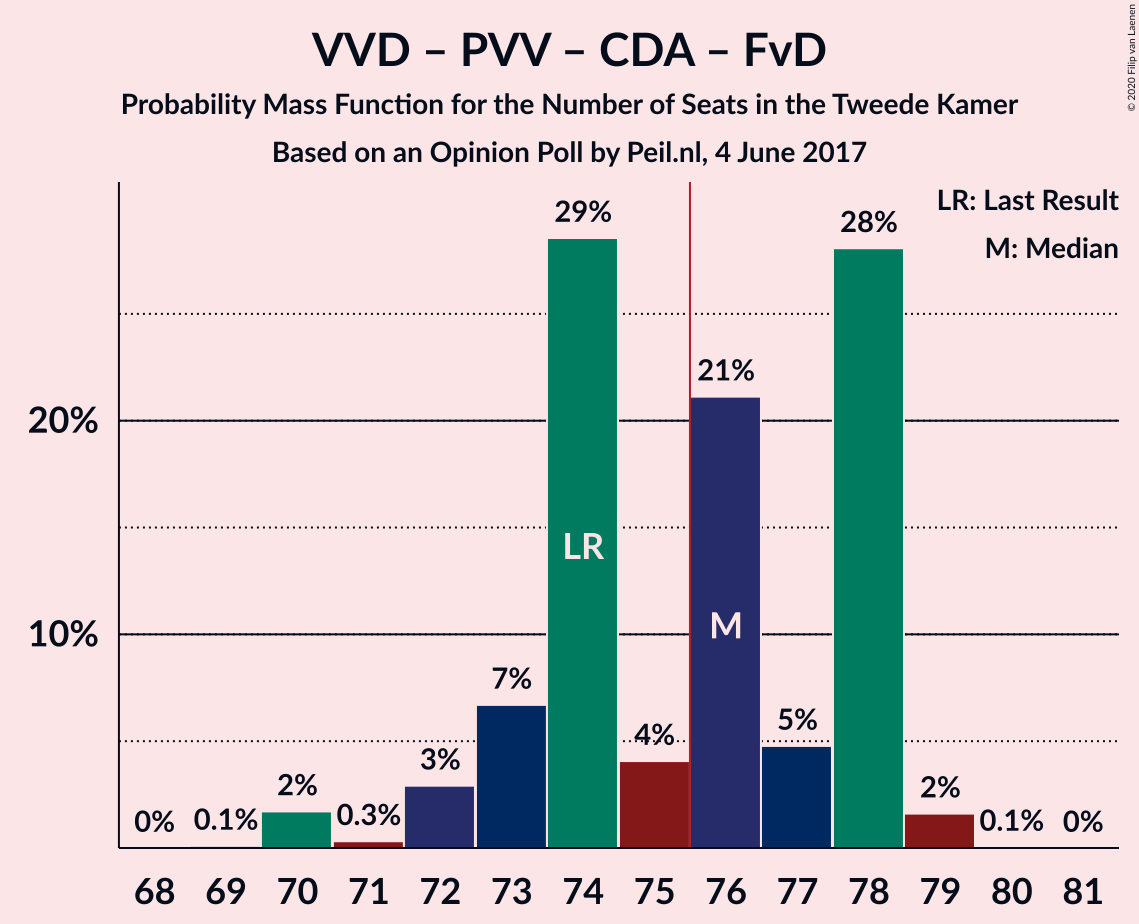 VVD – PVV – CDA – FvD
Probability Mass Function for the Number of Seats in the Tweede Kamer
Based on an Opinion Poll by Peil.nl, 4 June 2017
© 2020 Filip van Laenen
LR: Last Result
M: Median
20%
10%
0%
0.1%
2%
0.3%
3%
7%
29%
4%
21%
5%
28%
2%
0.1%
0%
LR
M
68 69 70 71 72 73 74 75 76 77 78 79 80 81